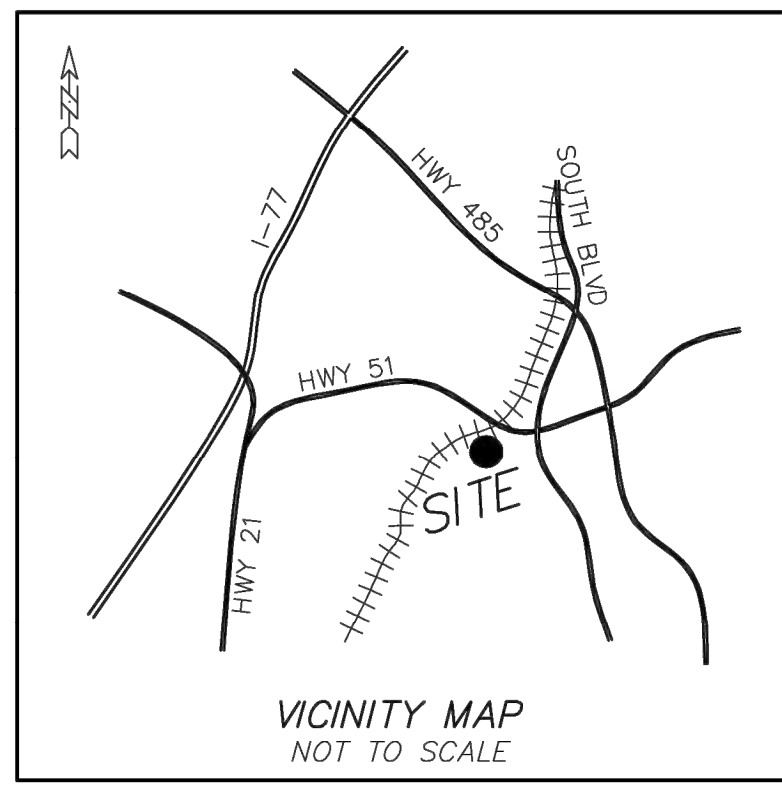 N
I-77
HWY 485
SOUTH BLVD
HWY 51
HWY 21
SITE
VICINITY MAP
NOT TO SCALE